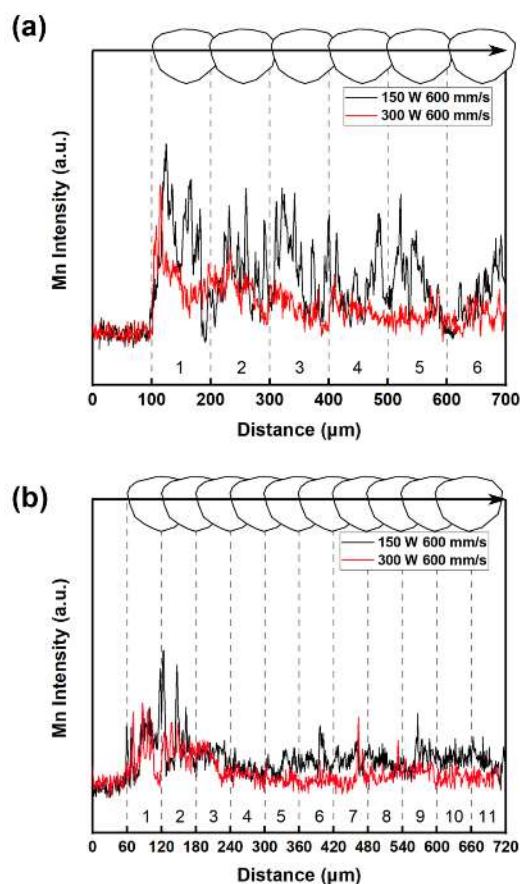 (a)
150 W 600 mm/s
300 W 600 mm/s
Mn Intensity (a.u.)
1 2 3 4 5 6
0 100 200 300 400 500 600 700
Distance (µm)
(b)
150 W 600 mm/s
300 W 600 mm/s
Mn Intensity (a.u.)
1 2 3 4 5 6 7 8 9 10 11
0 60 120 180 240 300 360 420 480 540 600 660 720
Distance (µm)